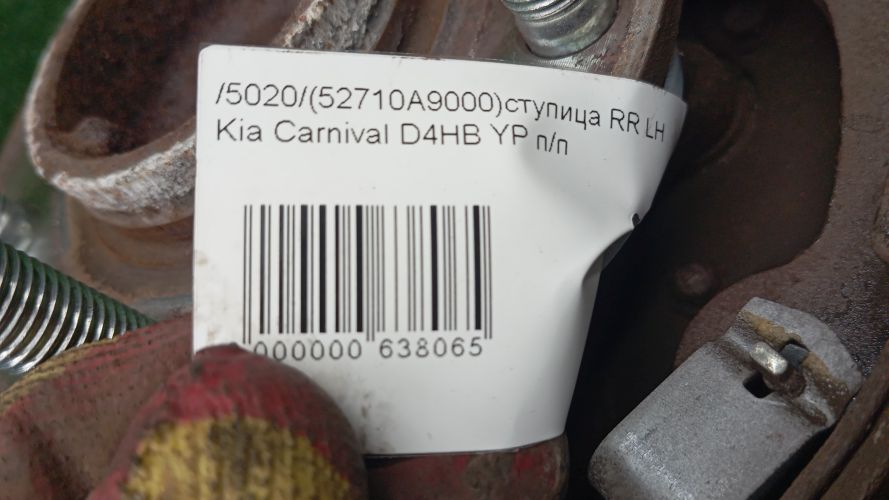 /5020/(52710A9000)ступица RR LH
Kia Carnival D4HB YP п/п
000000 638065